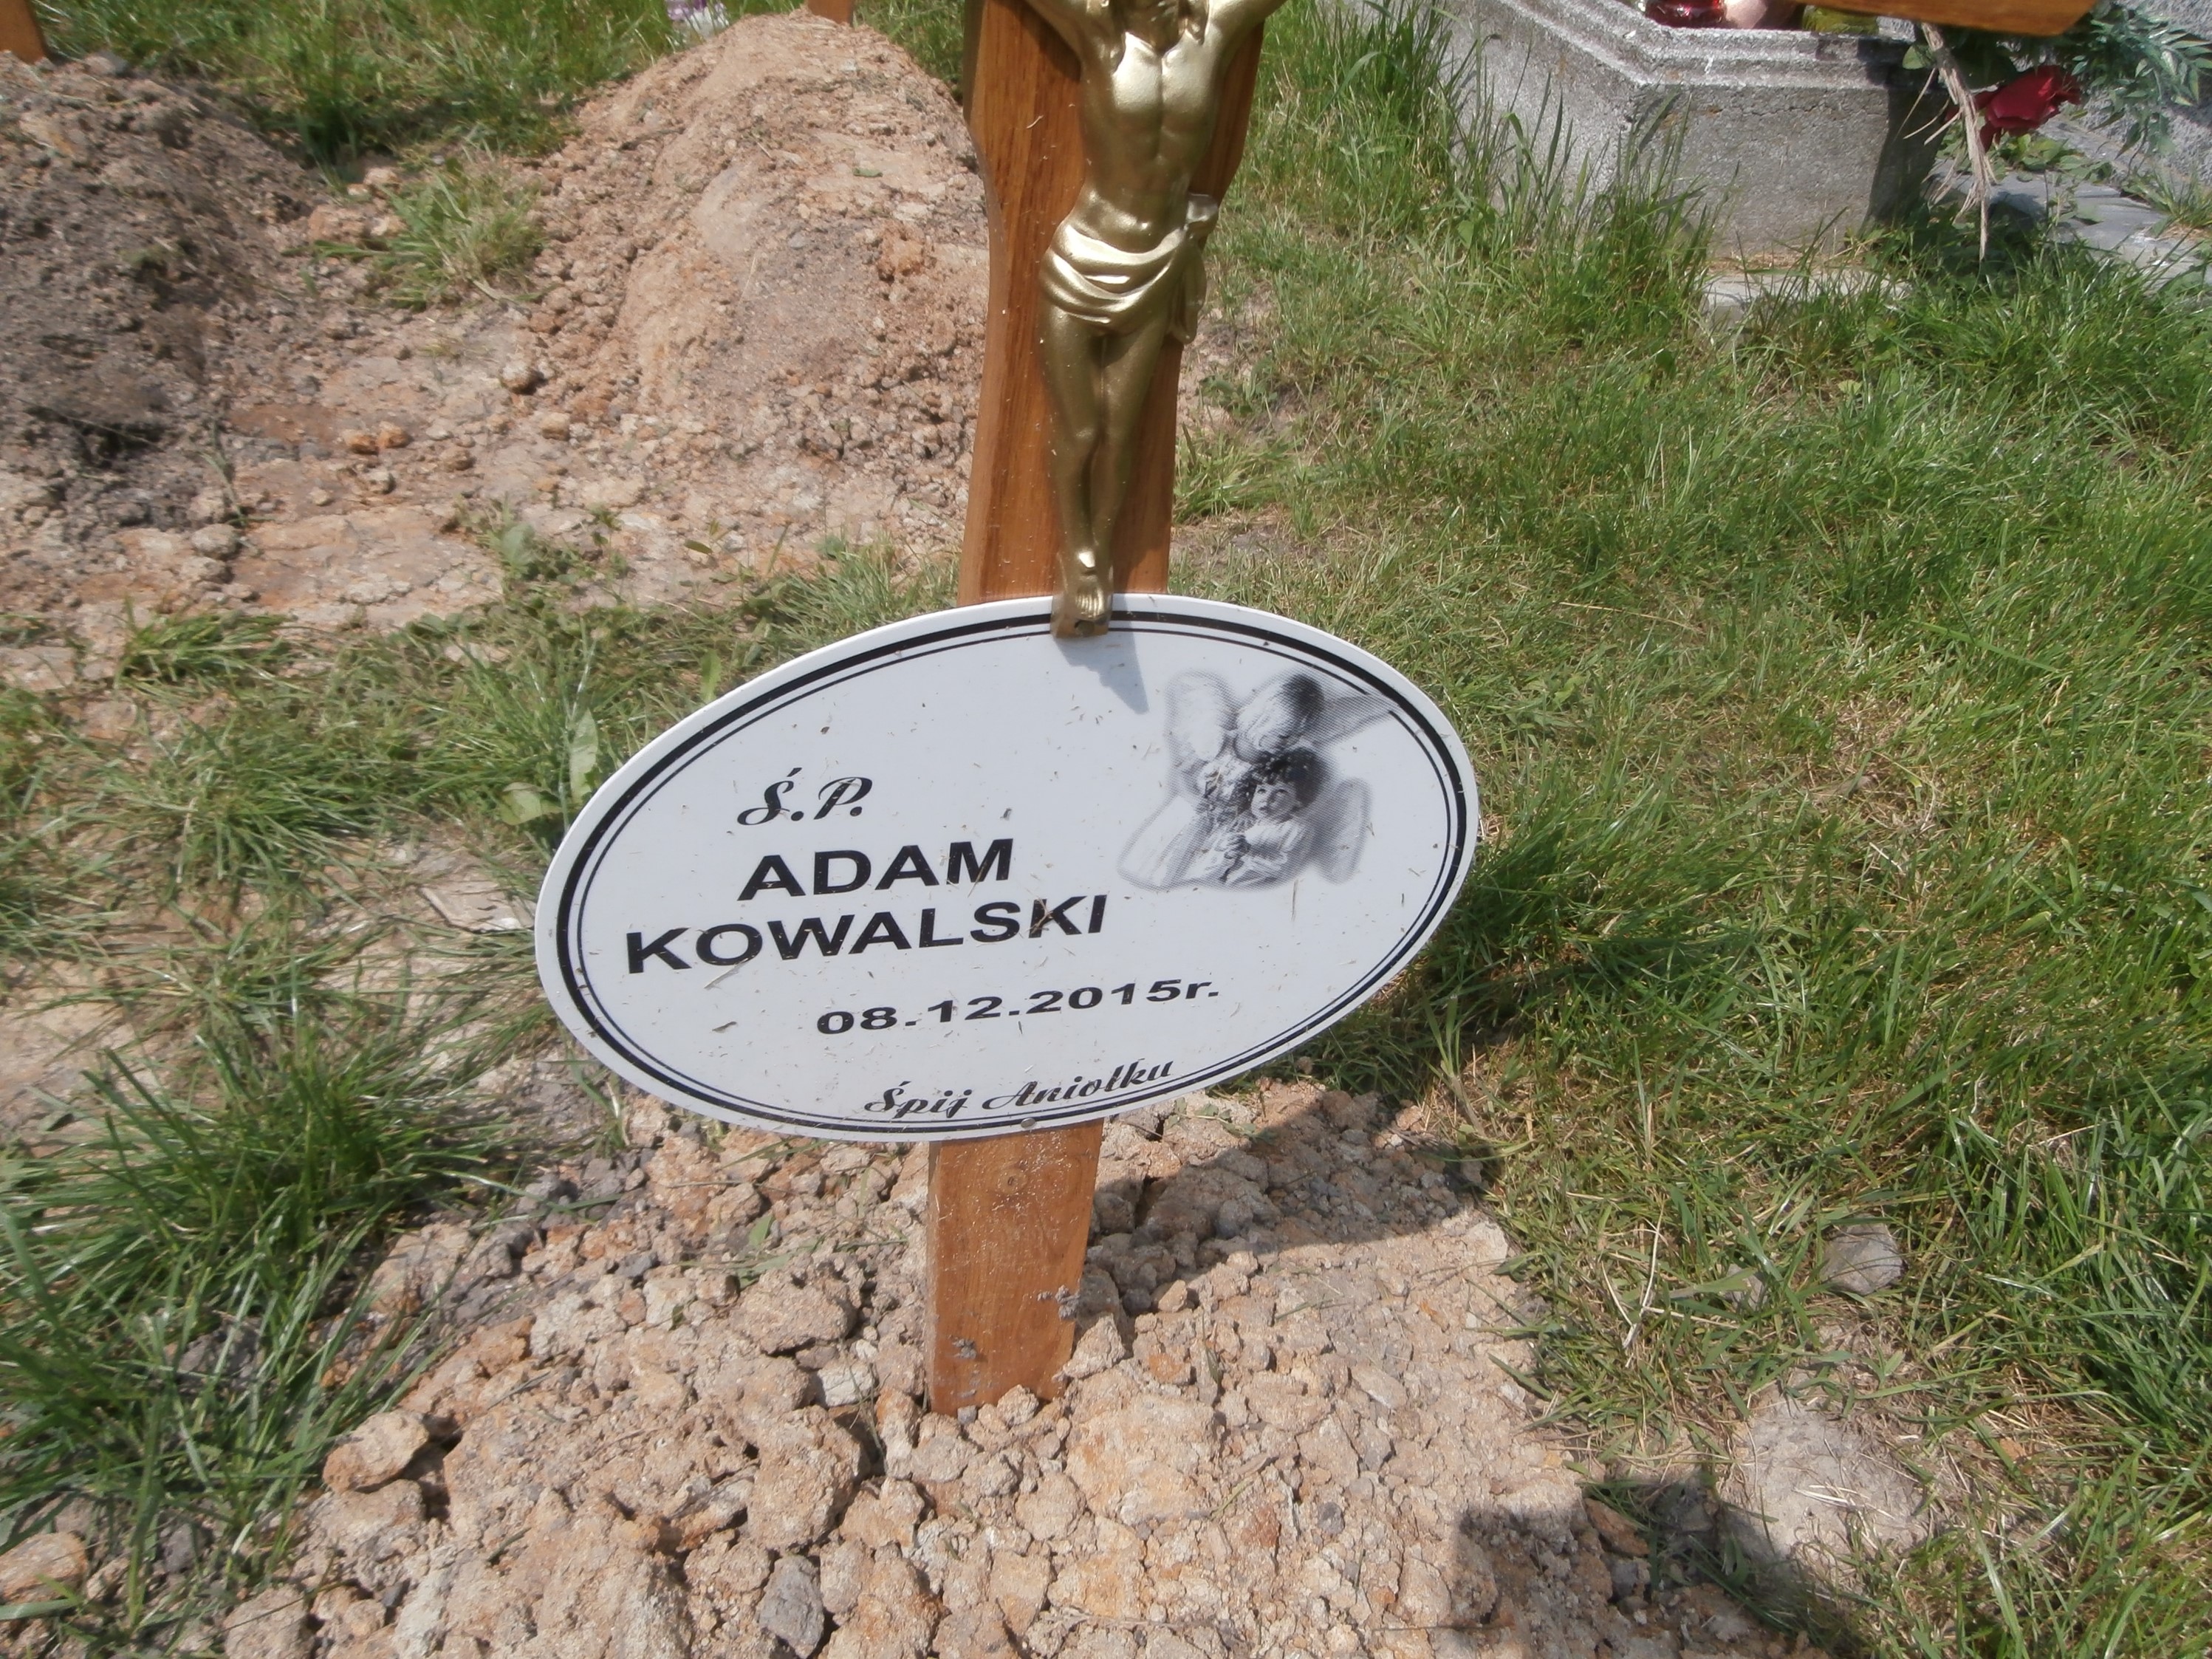 Ś.P.
ADAM
KOWALSKI
08.12.2015r.
Śpij Aniołku